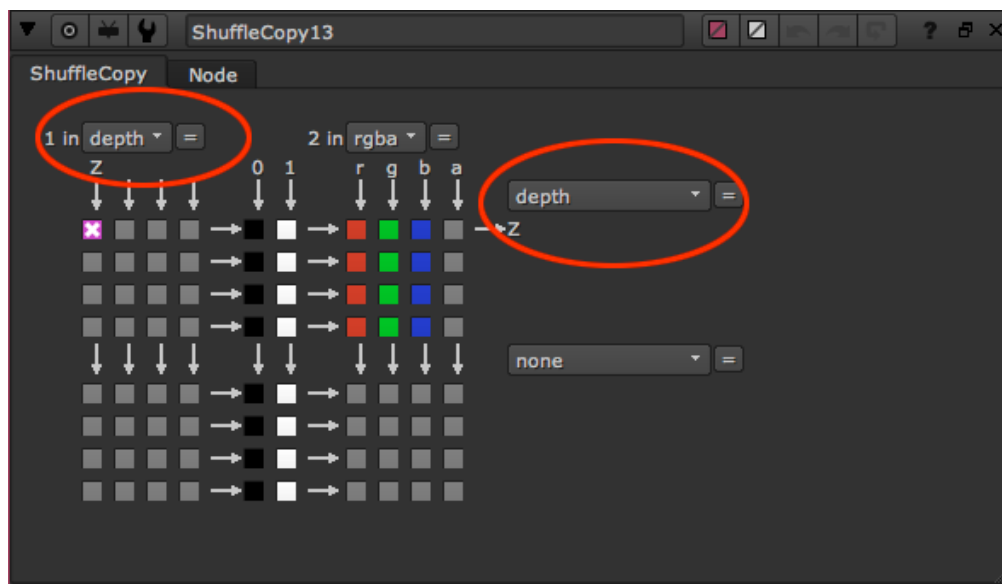 ShuffleCopy13 ?
ShuffleCopy Node
1 in depth = 2 in rgba =
Z 0 1 r g b a
depth =
Z
none =